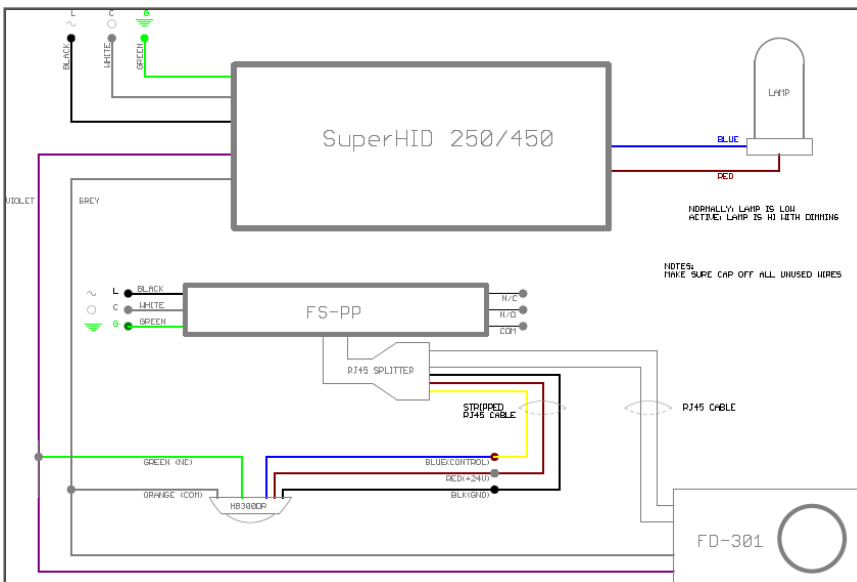 L C G
BLACK
WHITE
GREEN
SuperHID 250/450
LAMP
BLUE
RED
VIOLET
GREY
NORMALLY: LAMP IS LOW
ACTIVE: LAMP IS HI WITH DIMMING
NOTES:
MAKE SURE CAP OFF ALL UNUSED WIRES
L BLACK
C WHITE
G GREEN
FS-PP
N/C
N/O
COM
RJ45 SPLITTER
STRIPPED
RJ45 CABLE
RJ45 CABLE
GREEN (NC)
BLUE(CONTROL)
RED(+24V)
ORANGE (COM)
BLK(GND)
HB300DR
FD-301